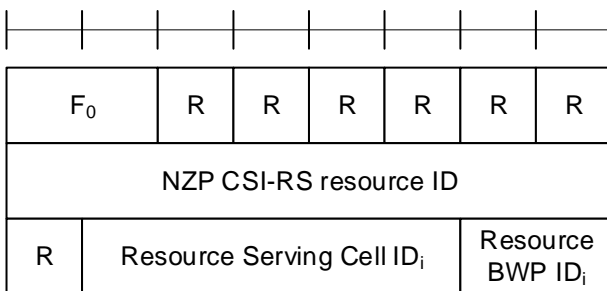 F₀ R R R R R R
NZP CSI-RS resource ID
R Resource Serving Cell IDᵢ Resource
BWP IDᵢ